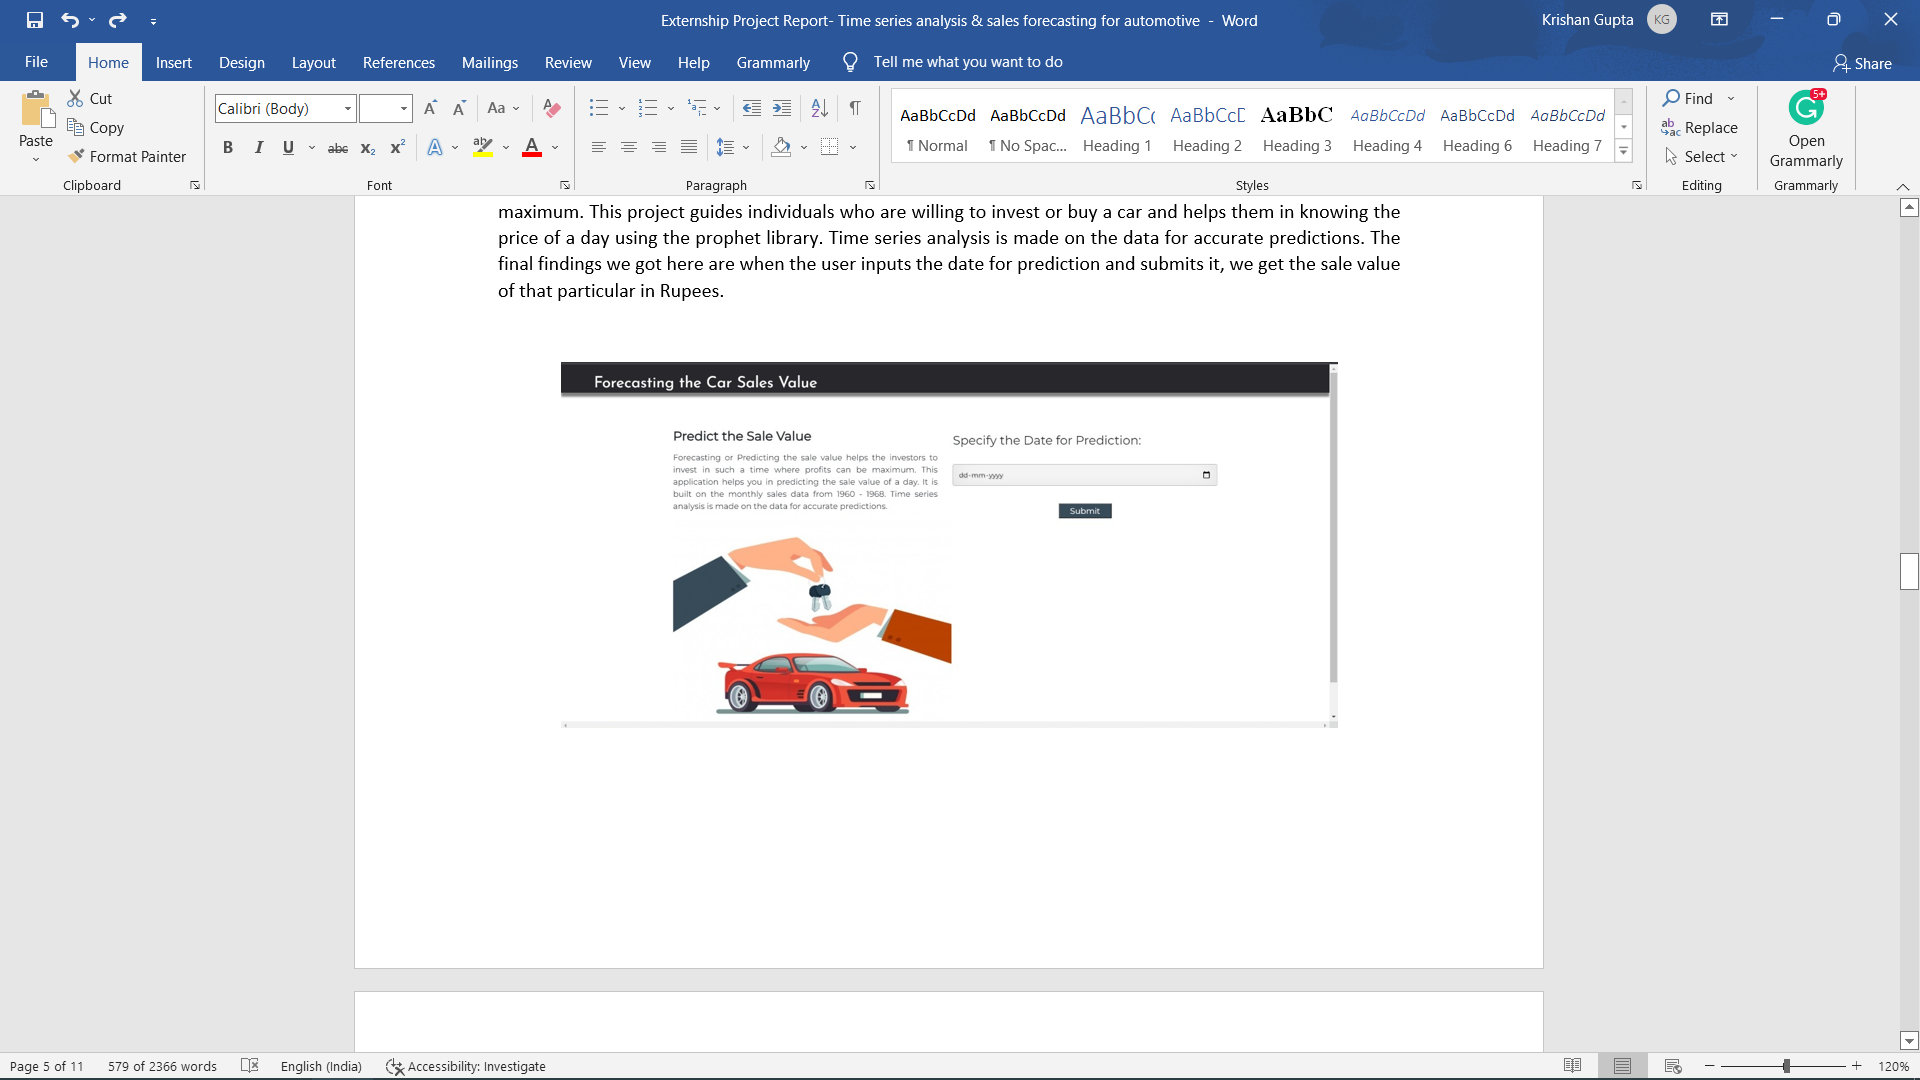 Externship Project Report- Time series analysis & sales forecasting for automotive - Word
Krishan Gupta
KG
File
Home
Insert
Design
Layout
References
Mailings
Review
View
Help
Grammarly
Tell me what you want to do
Share
Paste
Cut
Copy
Format Painter
Clipboard
Calibri (Body)
Aa
B I U abc x₂ x² A ab A
Font
Paragraph
AaBbCcDd AaBbCcDd AaBbCc AaBbCcD AaBbC AaBbCcDd AaBbCcDd AaBbCcDd
¶ Normal ¶ No Spac... Heading 1 Heading 2 Heading 3 Heading 4 Heading 6 Heading 7
Styles
Find
Replace
Select
Editing
5+
Open
Grammarly
Grammarly
maximum. This project guides individuals who are willing to invest or buy a car and helps them in knowing the
price of a day using the prophet library. Time series analysis is made on the data for accurate predictions. The
final findings we got here are when the user inputs the date for prediction and submits it, we get the sale value
of that particular in Rupees.
Forecasting the Car Sales Value
Predict the Sale Value
Forecasting or Predicting the sale value helps the investors to
invest in such a time where profits can be maximum. This
application helps you in predicting the sale value of a day. It is
built on the monthly sales data from 1960 - 1968. Time series
analysis is made on the data for accurate predictions.
Specify the Date for Prediction:
dd-mm-yyyy
Submit
Page 5 of 11
579 of 2366 words
English (India)
Accessibility: Investigate
120%